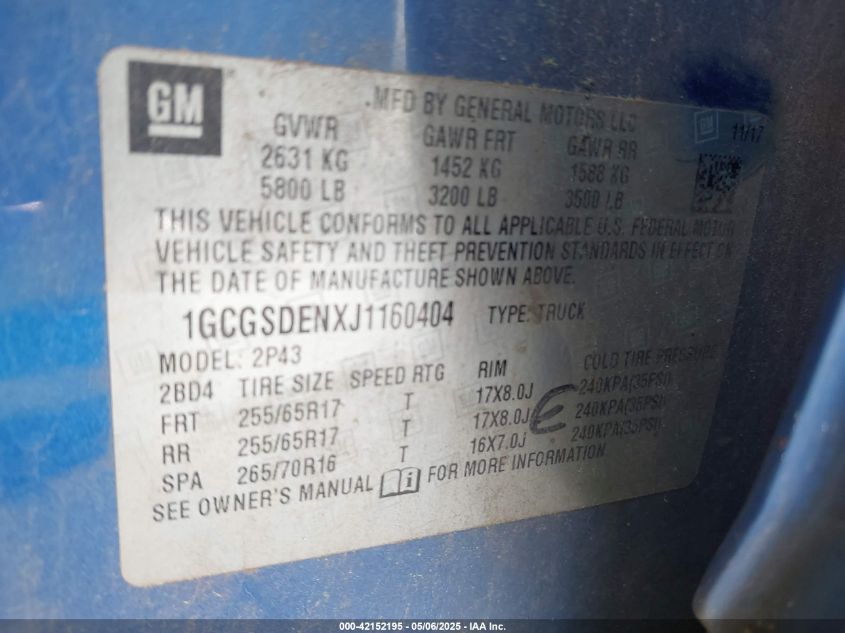 GM
MFD BY GENERAL MOTORS LLC
11/17
GVWR GAWR FRT GAWR RR
2631 KG 1452 KG 1588 KG
5800 LB 3200 LB 3500 LB
THIS VEHICLE CONFORMS TO ALL APPLICABLE U.S. FEDERAL MOTOR
VEHICLE SAFETY AND THEFT PREVENTION STANDARDS IN EFFECT ON
THE DATE OF MANUFACTURE SHOWN ABOVE.
1GCGSDENXJ1160404 TYPE: TRUCK
MODEL: 2P43
2BD4 TIRE SIZE SPEED RTG RIM COLD TIRE PRESSURE
FRT 255/65R17 T 17X8.0J 240KPA(35PSI)
RR 255/65R17 T 17X8.0J 240KPA(35PSI)
SPA 265/70R16 T 16X7.0J 240KPA(35PSI)
SEE OWNER'S MANUAL FOR MORE INFORMATION
000-42152195 - 05/06/2025 - IAA Inc.